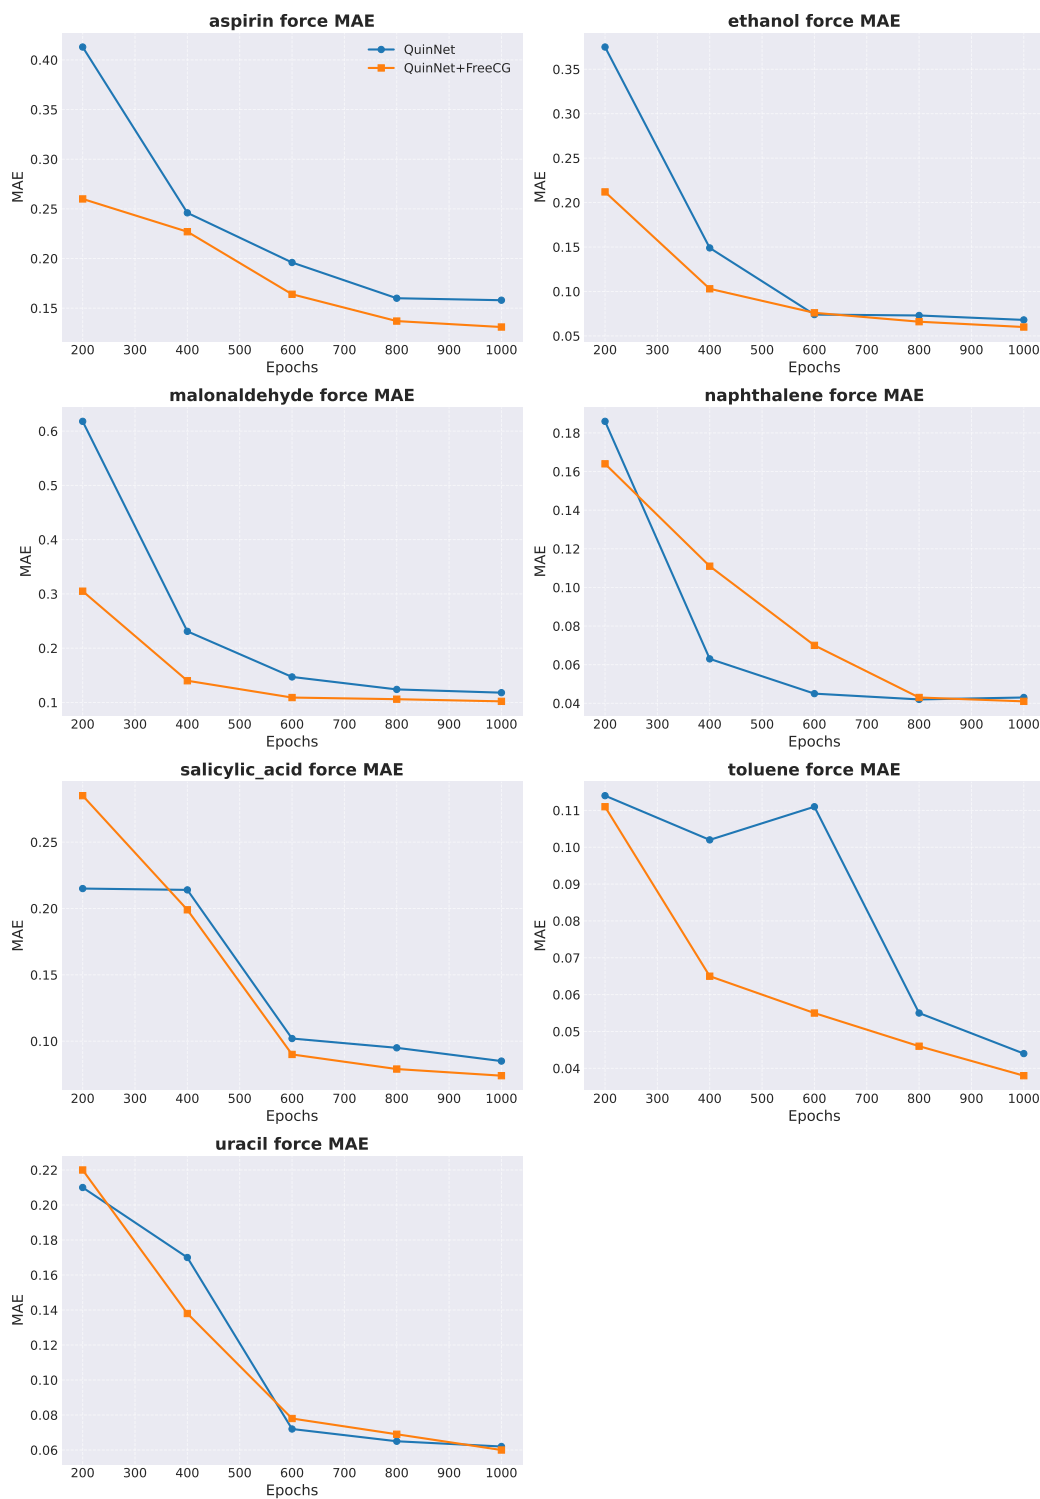 aspirin force MAE
QuinNet
QuinNet+FreeCG
0.40
0.35
0.30
0.25
0.20
0.15
MAE
200 300 400 500 600 700 800 900 1000
Epochs
ethanol force MAE
0.35
0.30
0.25
0.20
0.15
0.10
0.05
MAE
200 300 400 500 600 700 800 900 1000
Epochs
malonaldehyde force MAE
0.6
0.5
0.4
0.3
0.2
0.1
MAE
200 300 400 500 600 700 800 900 1000
Epochs
naphthalene force MAE
0.18
0.16
0.14
0.12
0.10
0.08
0.06
0.04
MAE
200 300 400 500 600 700 800 900 1000
Epochs
salicylic_acid force MAE
0.25
0.20
0.15
0.10
MAE
200 300 400 500 600 700 800 900 1000
Epochs
toluene force MAE
0.11
0.10
0.09
0.08
0.07
0.06
0.05
0.04
MAE
200 300 400 500 600 700 800 900 1000
Epochs
uracil force MAE
0.22
0.20
0.18
0.16
0.14
0.12
0.10
0.08
0.06
MAE
200 300 400 500 600 700 800 900 1000
Epochs